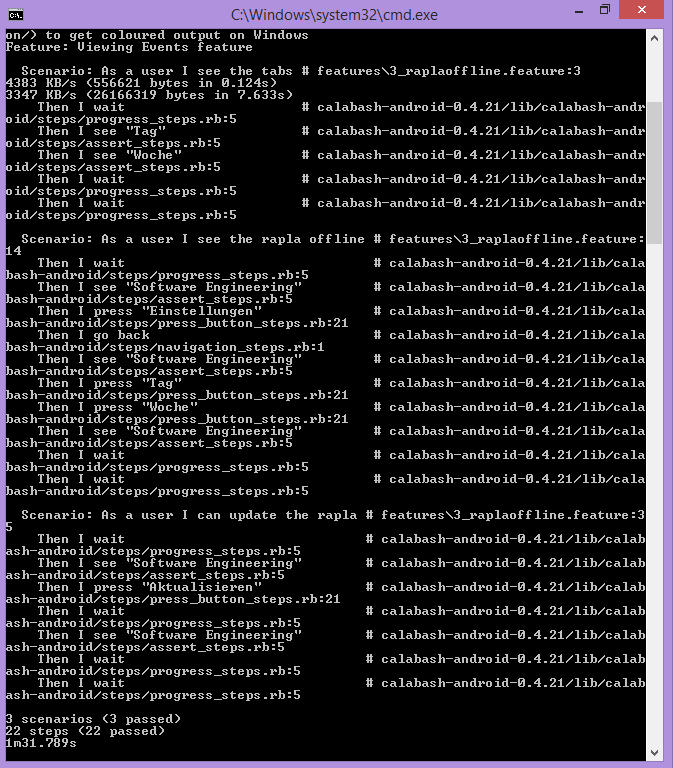 C:\Windows\system32\cmd.exe
on/) to get coloured output on Windows
Feature: Viewing Events feature
Scenario: As a user I see the tabs # features\3_raplaoffline.feature:3
4383 KB/s (556621 bytes in 0.124s)
3347 KB/s (26166319 bytes in 7.633s)
Then I wait # calabash-android-0.4.21/lib/calabash-andr
oid/steps/progress_steps.rb:5
Then I see "Tag" # calabash-android-0.4.21/lib/calabash-andr
oid/steps/assert_steps.rb:5
Then I see "Woche" # calabash-android-0.4.21/lib/calabash-andr
oid/steps/assert_steps.rb:5
Then I wait # calabash-android-0.4.21/lib/calabash-andr
oid/steps/progress_steps.rb:5
Then I wait # calabash-android-0.4.21/lib/calabash-andr
oid/steps/progress_steps.rb:5
Scenario: As a user I see the rapla offline # features\3_raplaoffline.feature:
14
Then I wait # calabash-android-0.4.21/lib/cala
bash-android/steps/progress_steps.rb:5
Then I see "Software Engineering" # calabash-android-0.4.21/lib/cala
bash-android/steps/assert_steps.rb:5
Then I press "Einstellungen" # calabash-android-0.4.21/lib/cala
bash-android/steps/press_button_steps.rb:21
Then I go back # calabash-android-0.4.21/lib/cala
bash-android/steps/navigation_steps.rb:1
Then I see "Software Engineering" # calabash-android-0.4.21/lib/cala
bash-android/steps/assert_steps.rb:5
Then I press "Tag" # calabash-android-0.4.21/lib/cala
bash-android/steps/press_button_steps.rb:21
Then I press "Woche" # calabash-android-0.4.21/lib/cala
bash-android/steps/press_button_steps.rb:21
Then I see "Software Engineering" # calabash-android-0.4.21/lib/cala
bash-android/steps/assert_steps.rb:5
Then I wait # calabash-android-0.4.21/lib/cala
bash-android/steps/progress_steps.rb:5
Then I wait # calabash-android-0.4.21/lib/cala
bash-android/steps/progress_steps.rb:5
Scenario: As a user I can update the rapla # features\3_raplaoffline.feature:3
5
Then I wait # calabash-android-0.4.21/lib/calab
ash-android/steps/progress_steps.rb:5
Then I see "Software Engineering" # calabash-android-0.4.21/lib/calab
ash-android/steps/assert_steps.rb:5
Then I press "Aktualisieren" # calabash-android-0.4.21/lib/calab
ash-android/steps/press_button_steps.rb:21
Then I wait # calabash-android-0.4.21/lib/calab
ash-android/steps/progress_steps.rb:5
Then I see "Software Engineering" # calabash-android-0.4.21/lib/calab
ash-android/steps/assert_steps.rb:5
Then I wait # calabash-android-0.4.21/lib/calab
ash-android/steps/progress_steps.rb:5
Then I wait # calabash-android-0.4.21/lib/calab
ash-android/steps/progress_steps.rb:5
3 scenarios (3 passed)
22 steps (22 passed)
1m31.789s